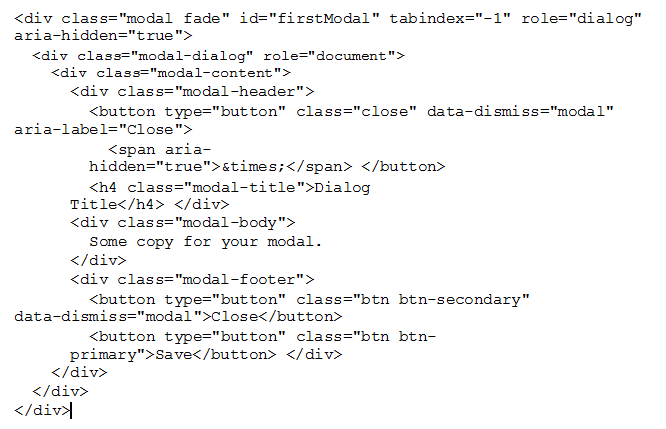 <div class="modal fade" id="firstModal" tabindex="-1" role="dialog"
aria-hidden="true">
<div class="modal-dialog" role="document">
<div class="modal-content">
<div class="modal-header">
<button type="button" class="close" data-dismiss="modal"
aria-label="Close">
<span aria-
hidden="true">&times;</span> </button>
<h4 class="modal-title">Dialog
Title</h4> </div>
<div class="modal-body">
Some copy for your modal.
</div>
<div class="modal-footer">
<button type="button" class="btn btn-secondary"
data-dismiss="modal">Close</button>
<button type="button" class="btn btn-
primary">Save</button> </div>
</div>
</div>
</div>